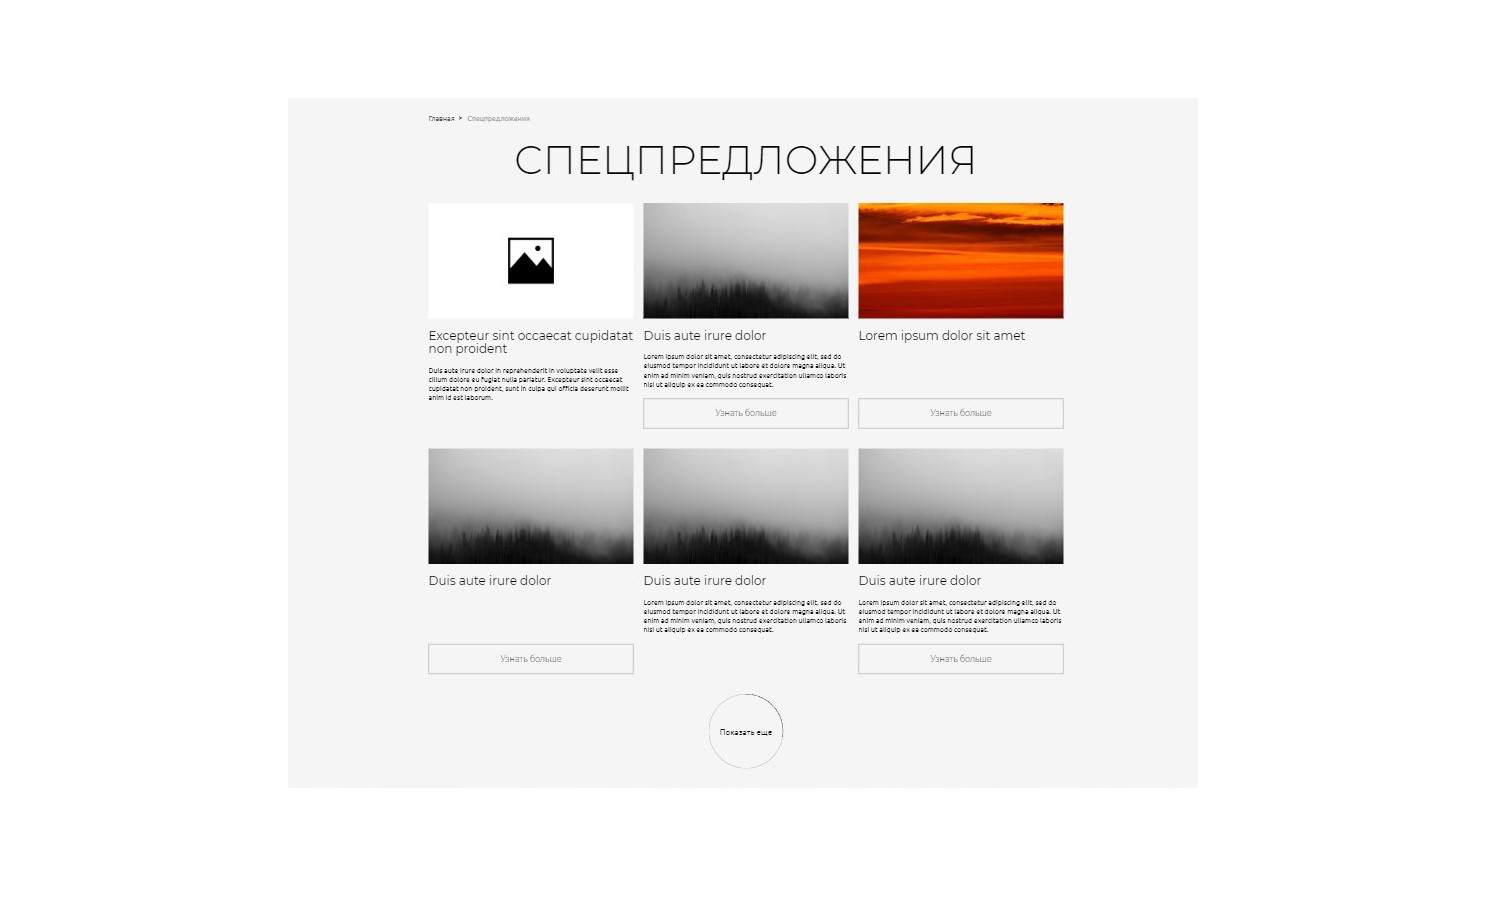 Главная ➤ Спецпредложения
СПЕЦПРЕДЛОЖЕНИЯ
Excepteur sint occaecat cupidatat
non proident
Duis aute irure dolor in reprehenderit in voluptate velit esse
cillum dolore eu fugiat nulla pariatur. Excepteur sint occaecat
cupidatat non proident, sunt in culpa qui officia deserunt mollit
anim id est laborum.
Duis aute irure dolor
Lorem ipsum dolor sit amet, consectetur adipiscing elit, sed do
eiusmod tempor incididunt ut labore et dolore magna aliqua. Ut
enim ad minim veniam, quis nostrud exercitation ullamco laboris
nisi ut aliquip ex ea commodo consequat.
Узнать больше
Lorem ipsum dolor sit amet
Узнать больше
Duis aute irure dolor
Узнать больше
Duis aute irure dolor
Lorem ipsum dolor sit amet, consectetur adipiscing elit, sed do
eiusmod tempor incididunt ut labore et dolore magna aliqua. Ut
enim ad minim veniam, quis nostrud exercitation ullamco laboris
nisi ut aliquip ex ea commodo consequat.
Duis aute irure dolor
Lorem ipsum dolor sit amet, consectetur adipiscing elit, sed do
eiusmod tempor incididunt ut labore et dolore magna aliqua. Ut
enim ad minim veniam, quis nostrud exercitation ullamco laboris
nisi ut aliquip ex ea commodo consequat.
Узнать больше
Показать еще